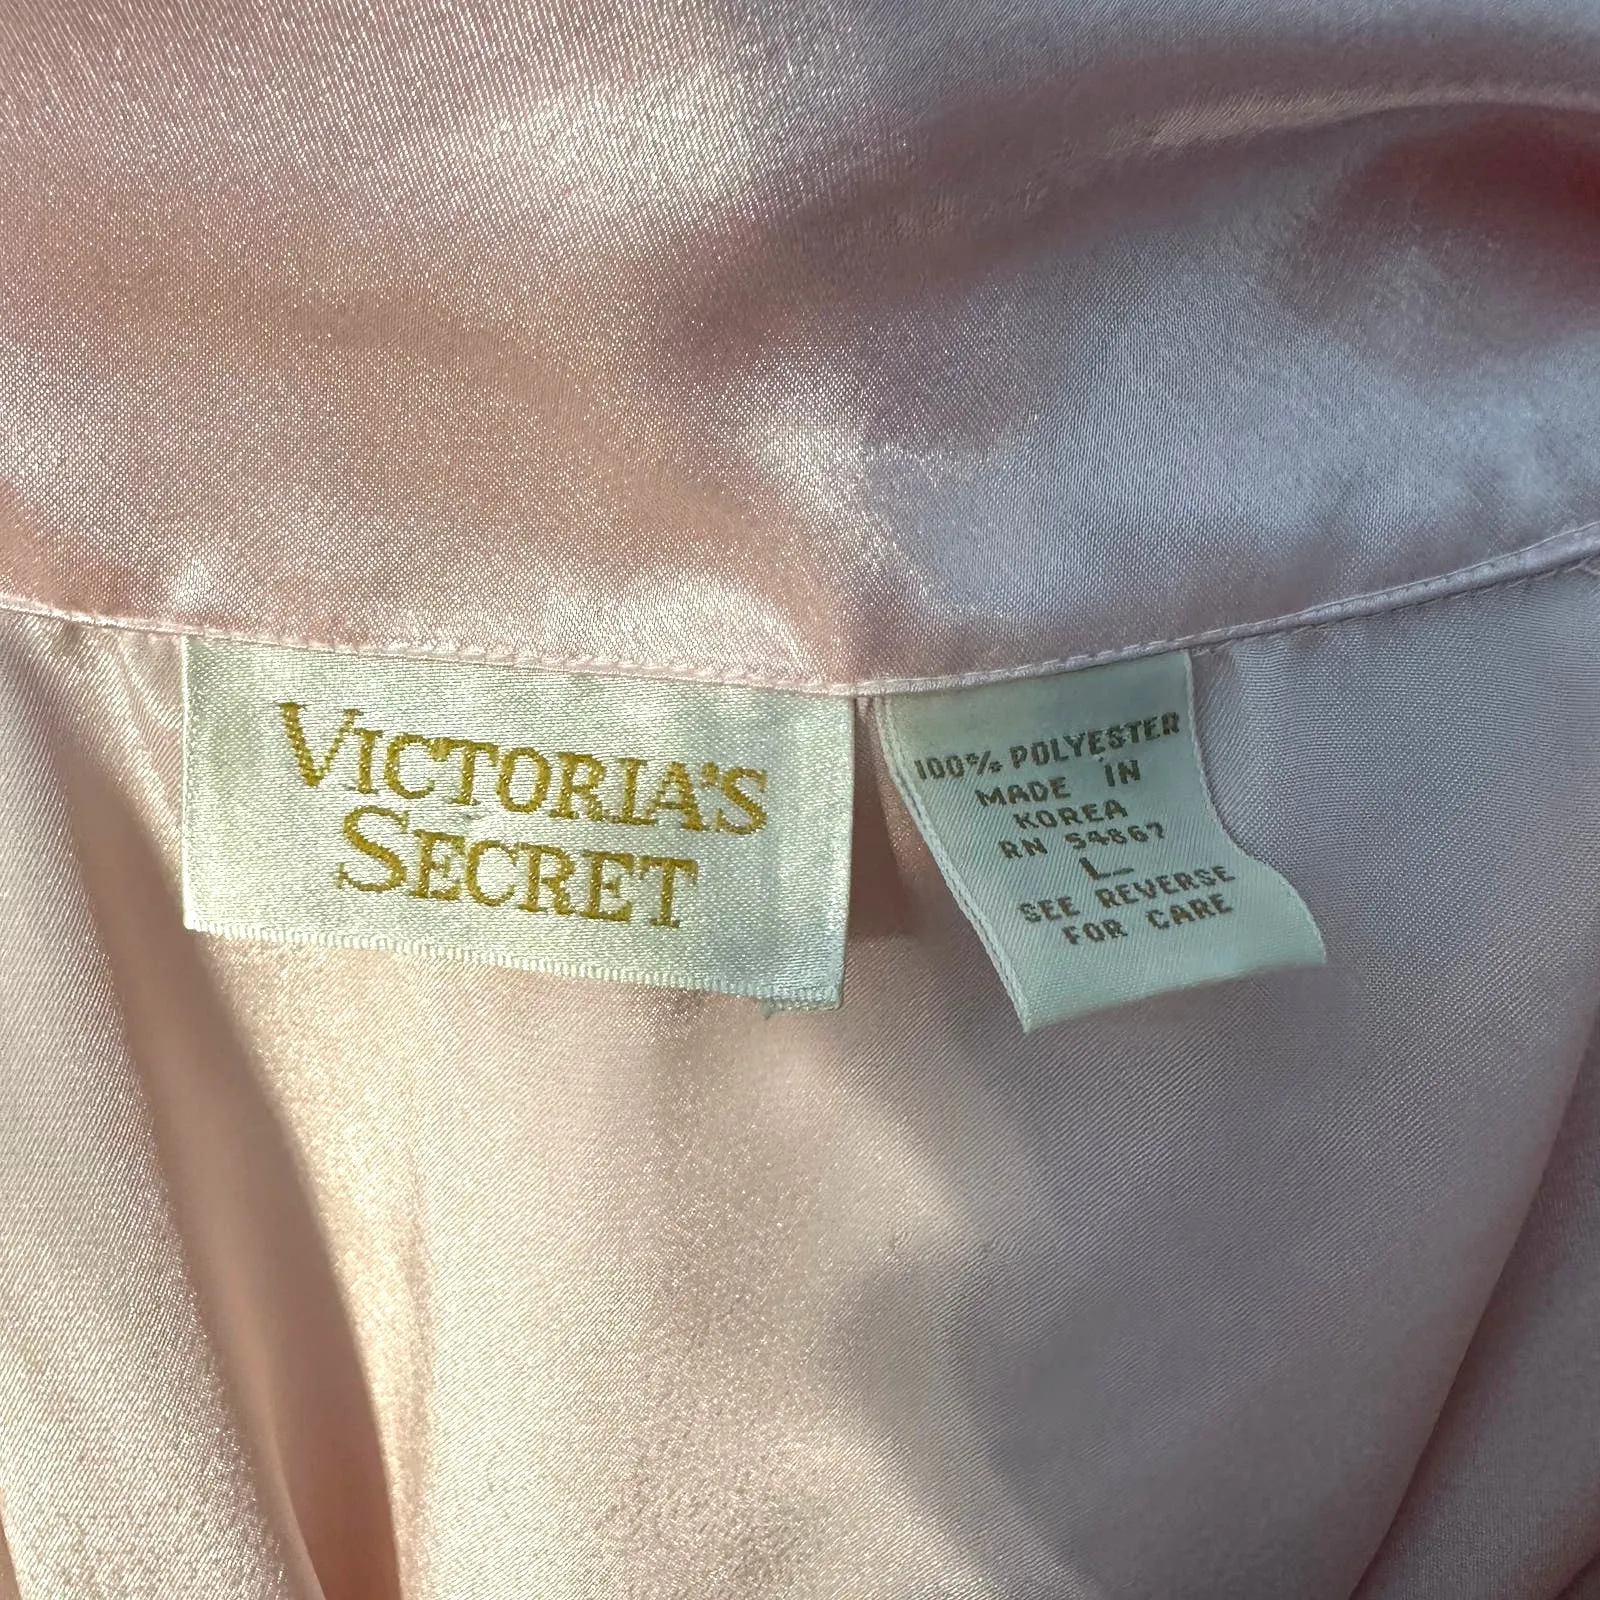 VICTORIA'S
SECRET
100% POLYESTER
MADE IN
KOREA
RN 54867
L
SEE REVERSE
FOR CARE